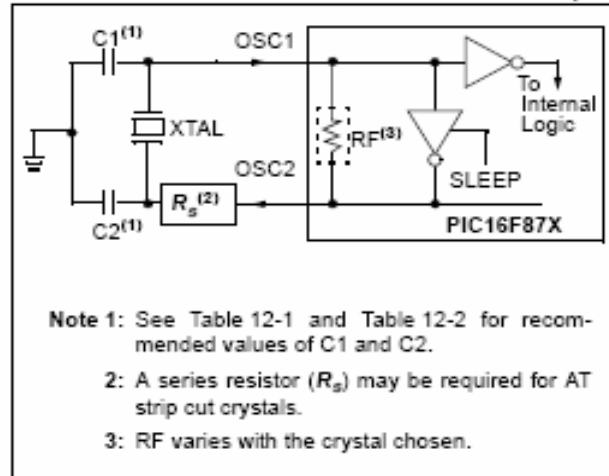 C1(1)
OSC1
To
Internal
Logic
XTAL
RF(3)
OSC2
SLEEP
Rs(2)
C2(1)
PIC16F87X
Note 1: See Table 12-1 and Table 12-2 for recom-
mended values of C1 and C2.
2: A series resistor (Rs) may be required for AT
strip cut crystals.
3: RF varies with the crystal chosen.